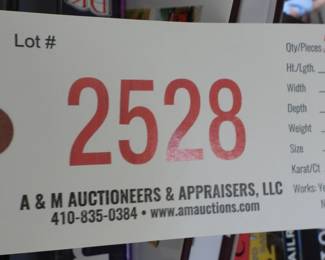 Lot #
2528
A & M AUCTIONEERS & APPRAISERS, LLC
410-835-0384 • www.amauctions.com
Qty/Pieces
Ht./Lgth.
Width
Depth
Weight
Size
Karat/Ct
Works: